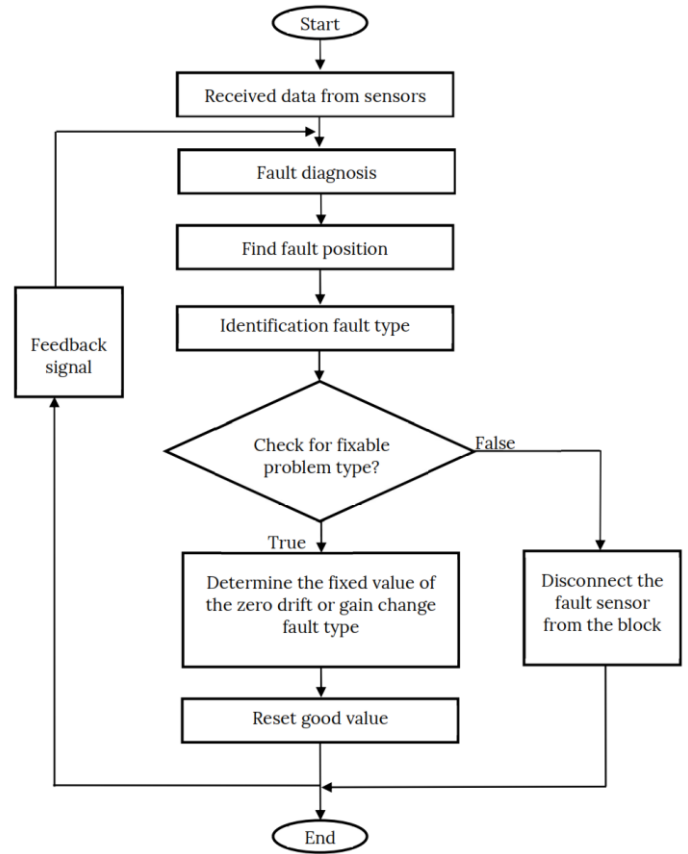 Start
Received data from sensors
Fault diagnosis
Find fault position
Identification fault type
Feedback
signal
Check for fixable
problem type?
False
True
Determine the fixed value of
the zero drift or gain change
fault type
Disconnect the
fault sensor
from the block
Reset good value
End